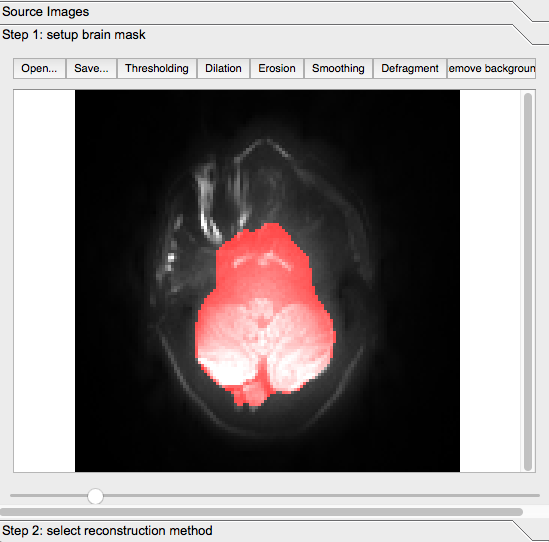 Source Images
Step 1: setup brain mask
Open... Save... Thresholding Dilation Erosion Smoothing Defragment emove backgroun
Step 2: select reconstruction method